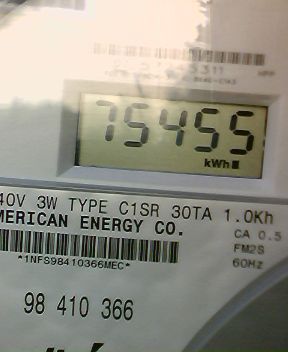 75455
kWh
40V 3W TYPE C1SR 30TA 1.0Kh
MERICAN ENERGY CO.
CA 0.5
FM2S
60Hz
*1NFS98410366MEC*
98 410 366